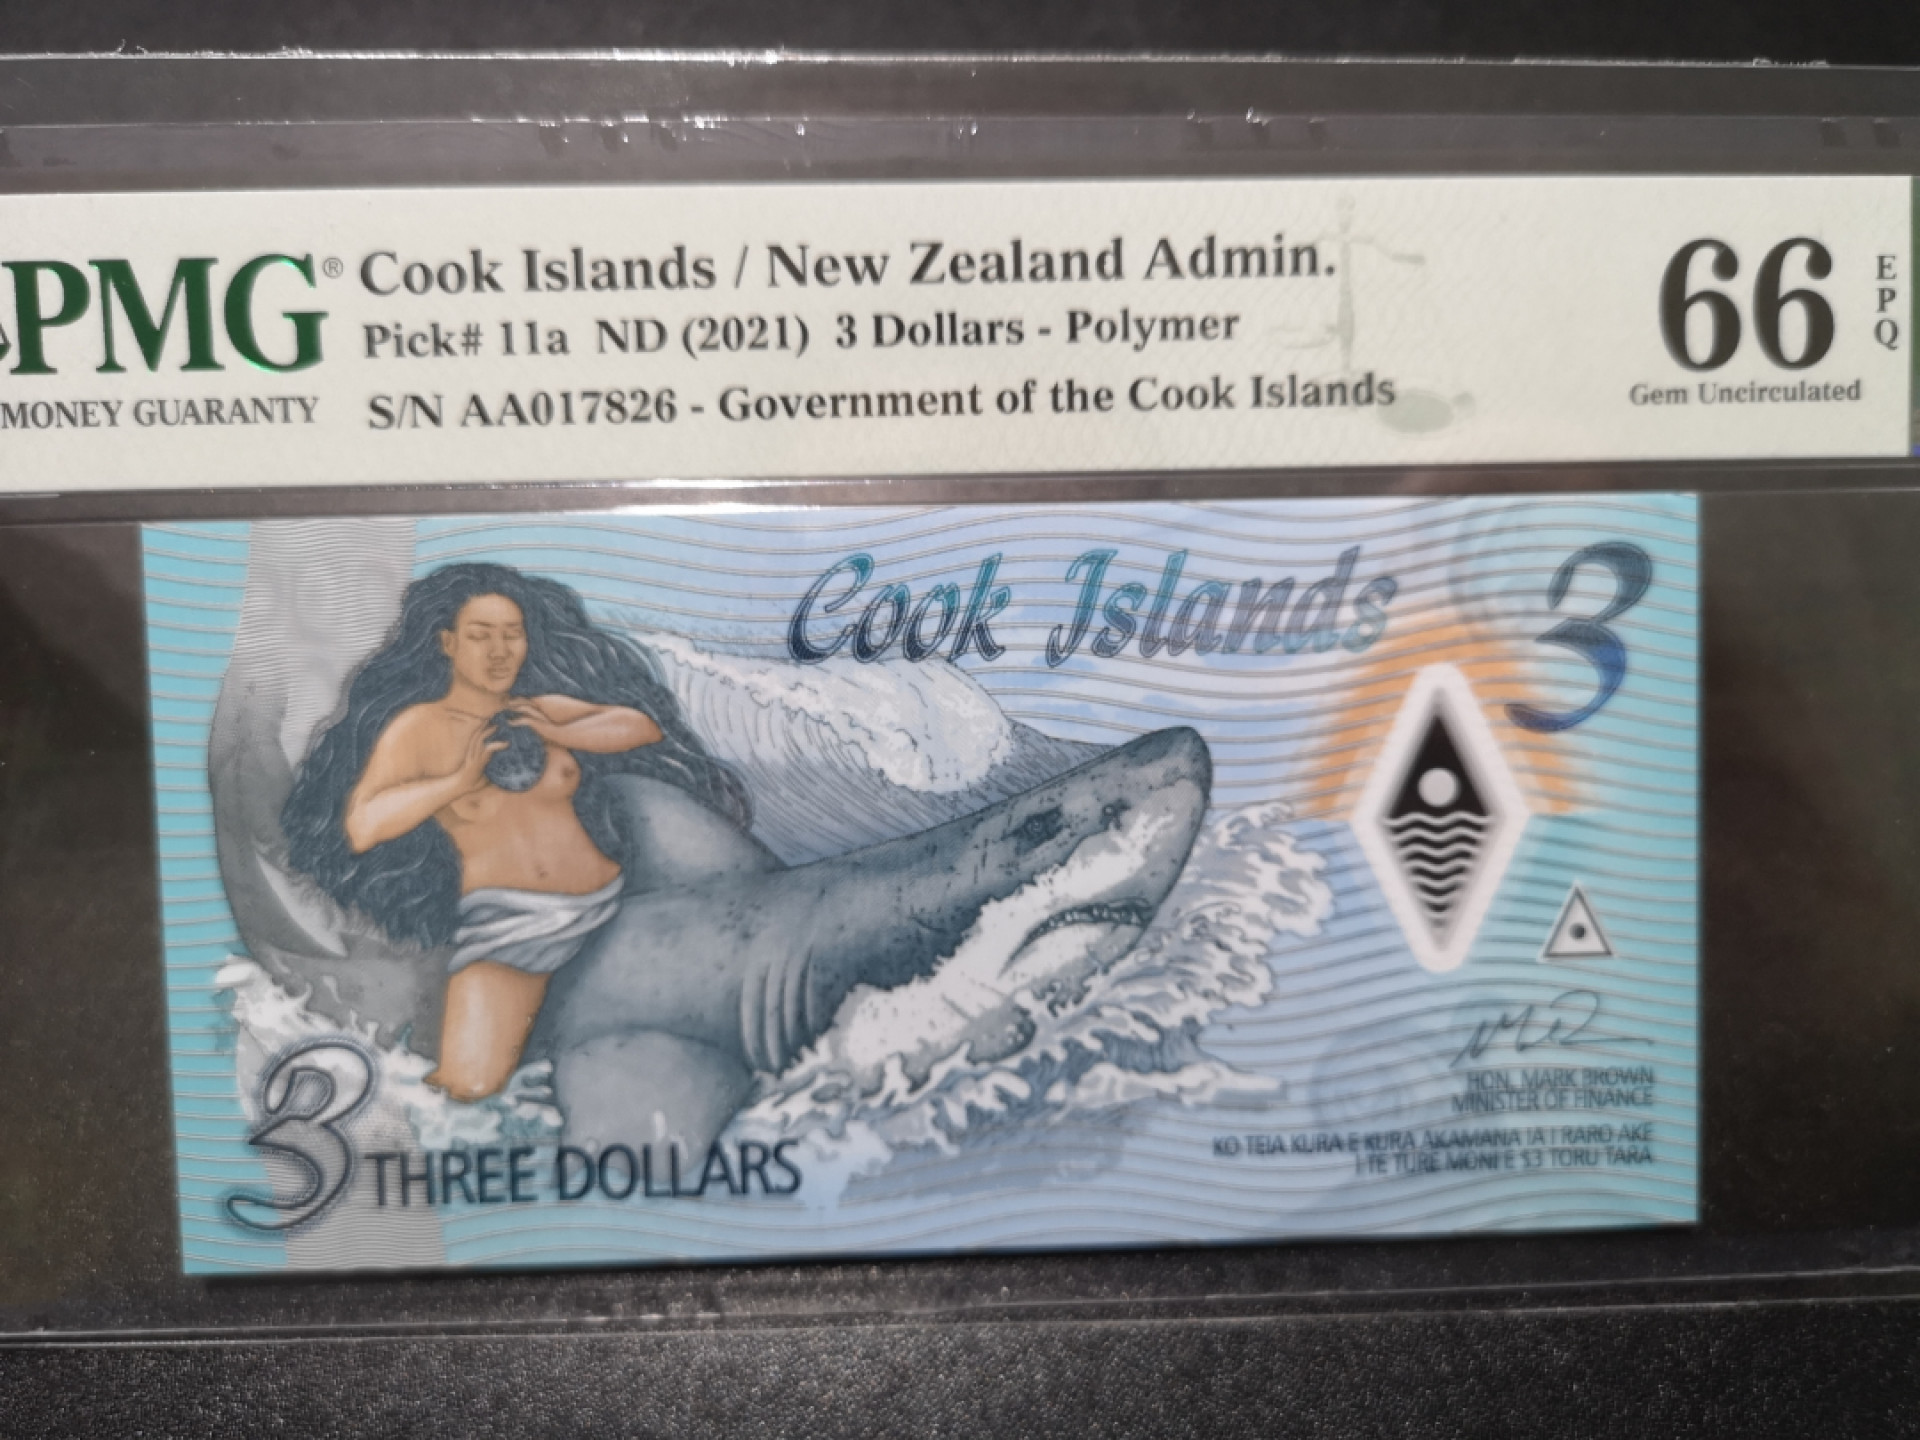 PMG®
MONEY GUARANTY
Cook Islands / New Zealand Admin.
Pick# 11a ND (2021) 3 Dollars - Polymer
S/N AA017826 - Government of the Cook Islands
66
EPQ
Gem Uncirculated
Cook Islands
3
HON. MARK BROWN
MINISTER OF FINANCE
KO TEIA KURA E KURA AKAMANA IA I RARO AKE
I TE TURE MONI E $3 TORU TARA
3 THREE DOLLARS